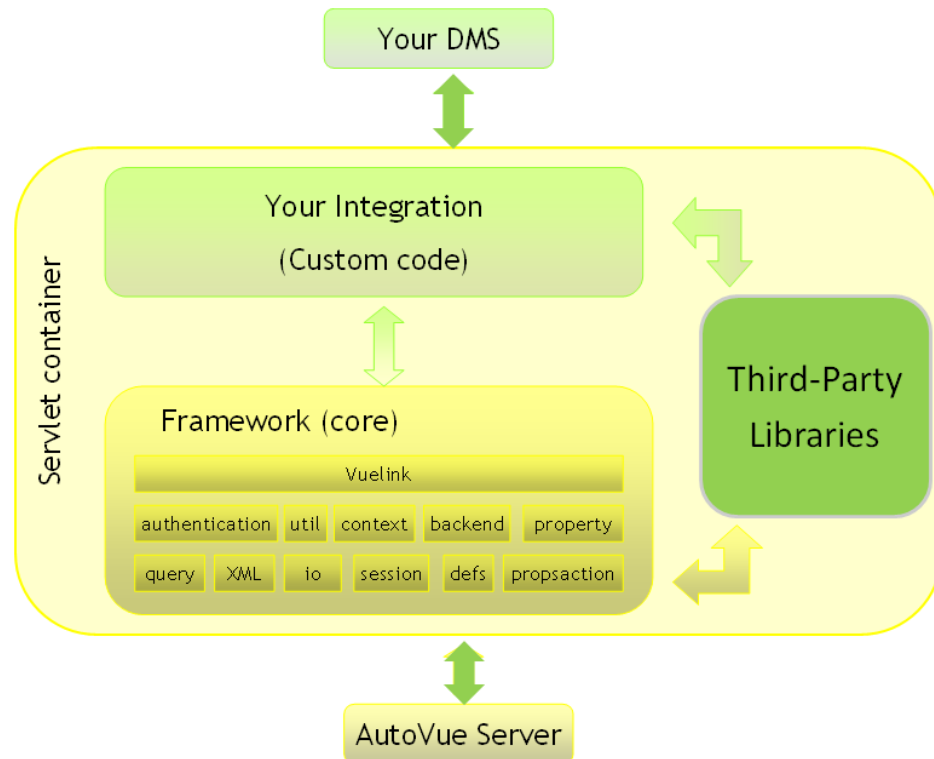 Your DMS
Servlet container
Your Integration
(Custom code)
Third-Party
Libraries
Framework (core)
Vuelink
authentication util context backend property
query XML io session defs propsaction
AutoVue Server